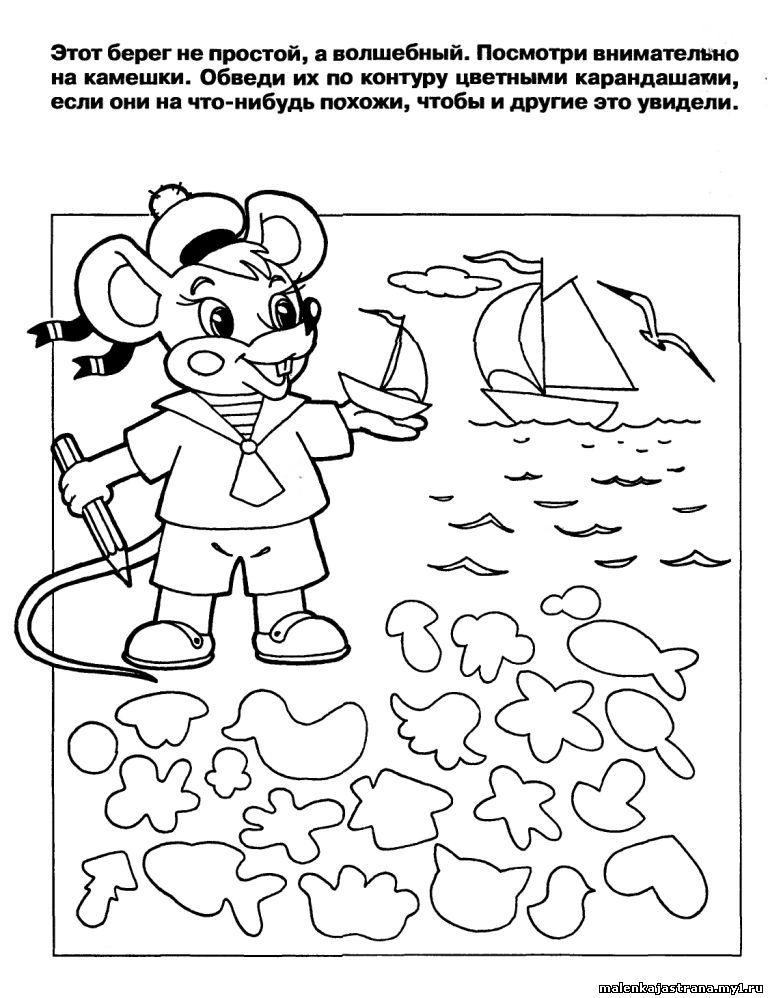 Этот берег не простой, а волшебный. Посмотри внимательно
на камешки. Обведи их по контуру цветными карандашами,
если они на что-нибудь похожи, чтобы и другие это увидели.
malenkajastrana.my1.ru